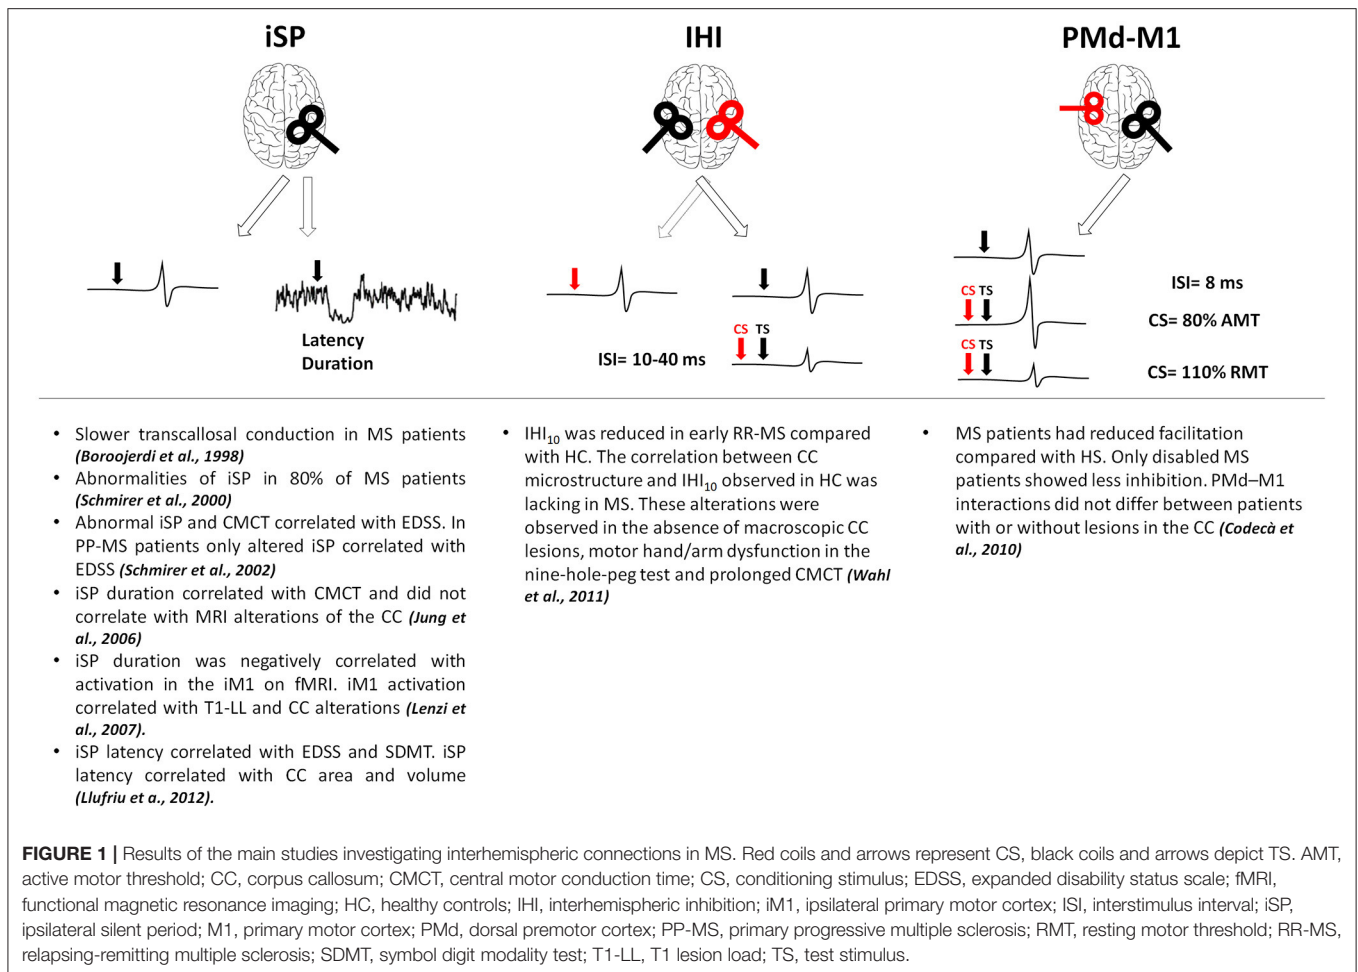 iSP
IHI
PMd-M1
Latency
Duration
CS TS
ISI= 10-40 ms
CS TS
CS TS
ISI= 8 ms
CS= 80% AMT
CS= 110% RMT
• Slower transcallosal conduction in MS patients
(Boroojerdi et al., 1998)
• Abnormalities of iSP in 80% of MS patients
(Schmirer et al., 2000)
• Abnormal iSP and CMCT correlated with EDSS. In
PP-MS patients only altered iSP correlated with
EDSS (Schmirer et al., 2002)
• iSP duration correlated with CMCT and did not
correlate with MRI alterations of the CC (Jung et
al., 2006)
• iSP duration was negatively correlated with
activation in the iM1 on fMRI. iM1 activation
correlated with T1-LL and CC alterations (Lenzi et
al., 2007).
• iSP latency correlated with EDSS and SDMT. iSP
latency correlated with CC area and volume
(Llufriu et a., 2012).
• IHI10 was reduced in early RR-MS compared
with HC. The correlation between CC
microstructure and IHI10 observed in HC was
lacking in MS. These alterations were
observed in the absence of macroscopic CC
lesions, motor hand/arm dysfunction in the
nine-hole-peg test and prolonged CMCT (Wahl
et al., 2011)
• MS patients had reduced facilitation
compared with HS. Only disabled MS
patients showed less inhibition. PMd–M1
interactions did not differ between patients
with or without lesions in the CC (Codecà et
al., 2010)
FIGURE 1 | Results of the main studies investigating interhemispheric connections in MS. Red coils and arrows represent CS, black coils and arrows depict TS. AMT,
active motor threshold; CC, corpus callosum; CMCT, central motor conduction time; CS, conditioning stimulus; EDSS, expanded disability status scale; fMRI,
functional magnetic resonance imaging; HC, healthy controls; IHI, interhemispheric inhibition; iM1, ipsilateral primary motor cortex; ISI, interstimulus interval; iSP,
ipsilateral silent period; M1, primary motor cortex; PMd, dorsal premotor cortex; PP-MS, primary progressive multiple sclerosis; RMT, resting motor threshold; RR-MS,
relapsing-remitting multiple sclerosis; SDMT, symbol digit modality test; T1-LL, T1 lesion load; TS, test stimulus.